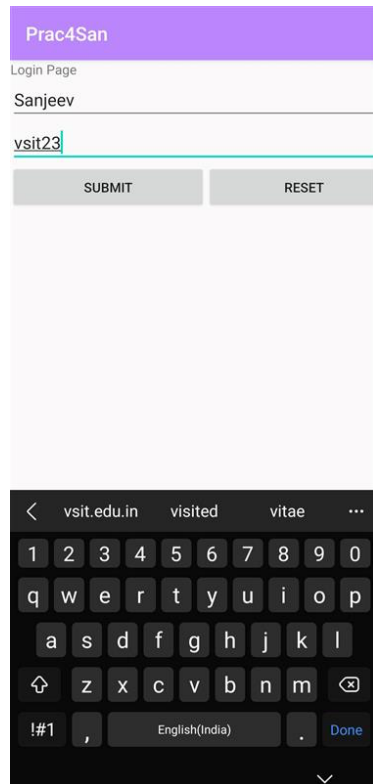 Prac4San
Login Page
Sanjeev
vsit23
SUBMIT RESET
vsit.edu.in visited vitae ...
1 2 3 4 5 6 7 8 9 0
q w e r t y u i o p
a s d f g h j k l
z x c v b n m
!#1 , English(India) . Done